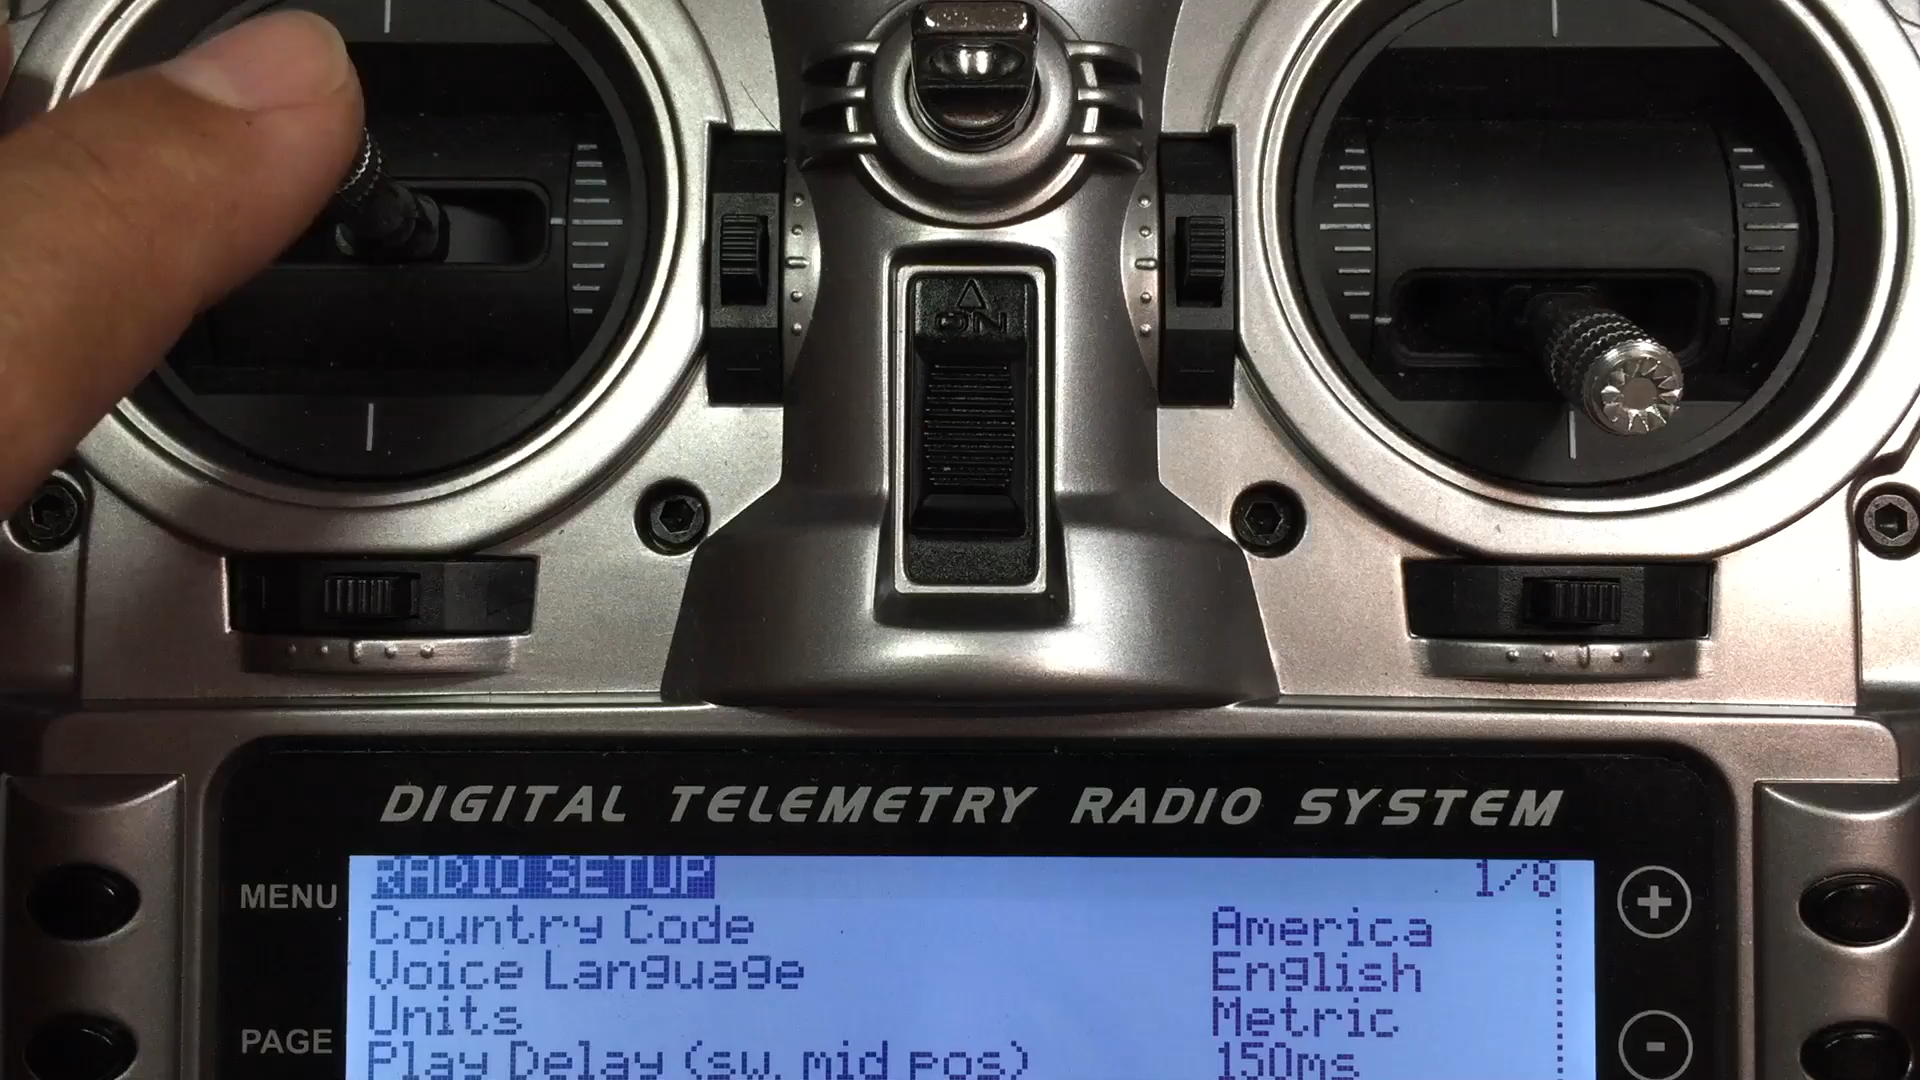 ON
DIGITAL TELEMETRY RADIO SYSTEM
RADIO SETUP 1/8
MENU
+
Country Code America
Voice Language English
Units Metric
PAGE
-
Play Delay (sw. mid pos) 150ms